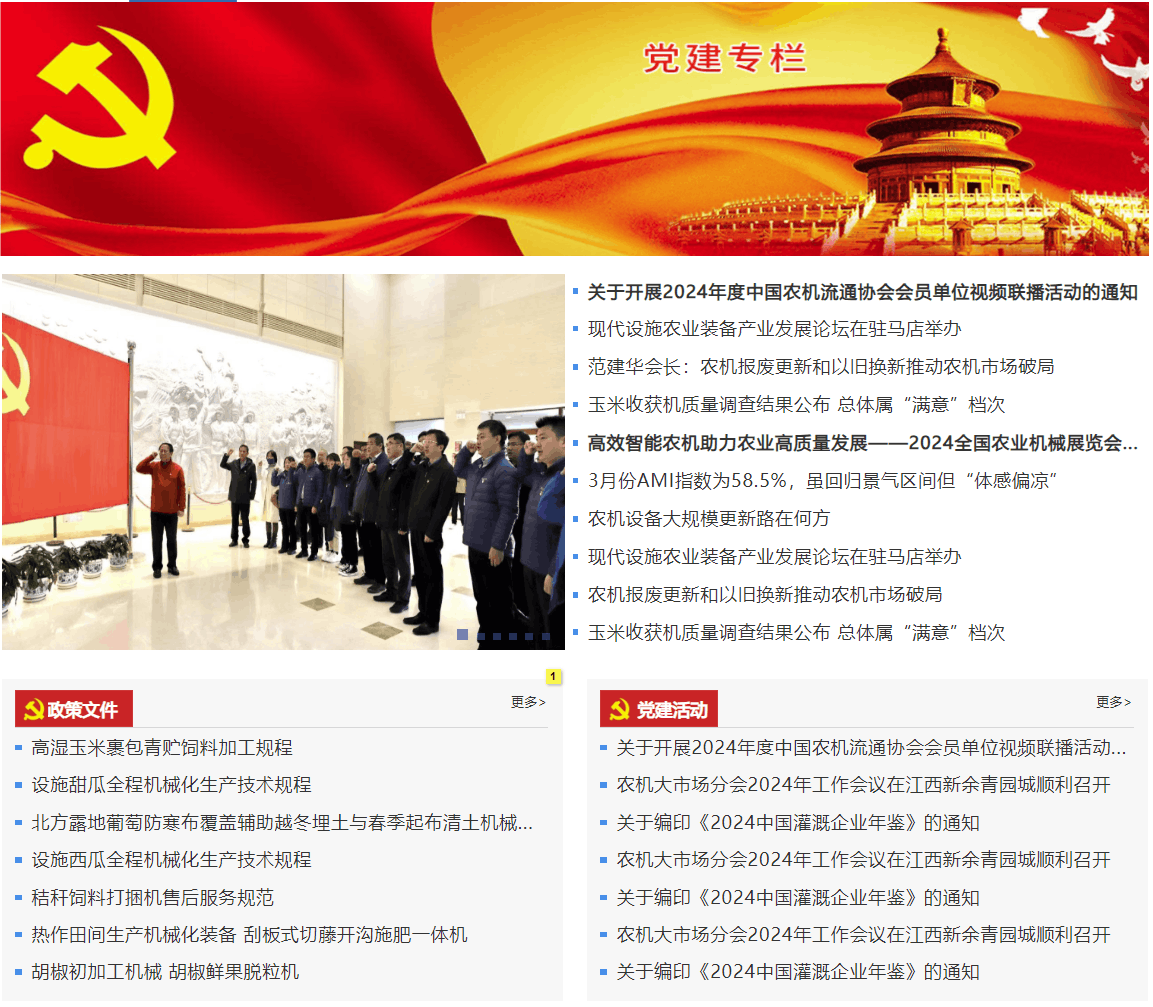 党建专栏
关于开展2024年度中国农机流通协会会员单位视频联播活动的通知
现代设施农业装备产业发展论坛在驻马店举办
范建华会长：农机报废更新和以旧换新推动农机市场破局
玉米收获机质量调查结果公布 总体属“满意”档次
高效智能农机助力农业高质量发展——2024全国农业机械展览会...
3月份AMI指数为58.5%，虽回归景气区间但“体感偏凉”
农机设备大规模更新路在何方
现代设施农业装备产业发展论坛在驻马店举办
农机报废更新和以旧换新推动农机市场破局
玉米收获机质量调查结果公布 总体属“满意”档次
1
政策文件
更多>
高湿玉米裹包青贮饲料加工规程
设施甜瓜全程机械化生产技术规程
北方露地葡萄防寒布覆盖辅助越冬埋土与春季起布清土机械...
设施西瓜全程机械化生产技术规程
秸秆饲料打捆机售后服务规范
热作田间生产机械化装备 刮板式切藤开沟施肥一体机
胡椒初加工机械 胡椒鲜果脱粒机
党建活动
更多>
关于开展2024年度中国农机流通协会会员单位视频联播活动...
农机大市场分会2024年工作会议在江西新余青园城顺利召开
关于编印《2024中国灌溉企业年鉴》的通知
农机大市场分会2024年工作会议在江西新余青园城顺利召开
关于编印《2024中国灌溉企业年鉴》的通知
农机大市场分会2024年工作会议在江西新余青园城顺利召开
关于编印《2024中国灌溉企业年鉴》的通知